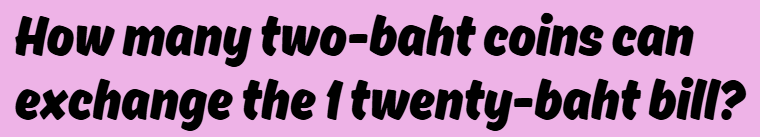 How many two-baht coins can
exchange the 1 twenty-baht bill?